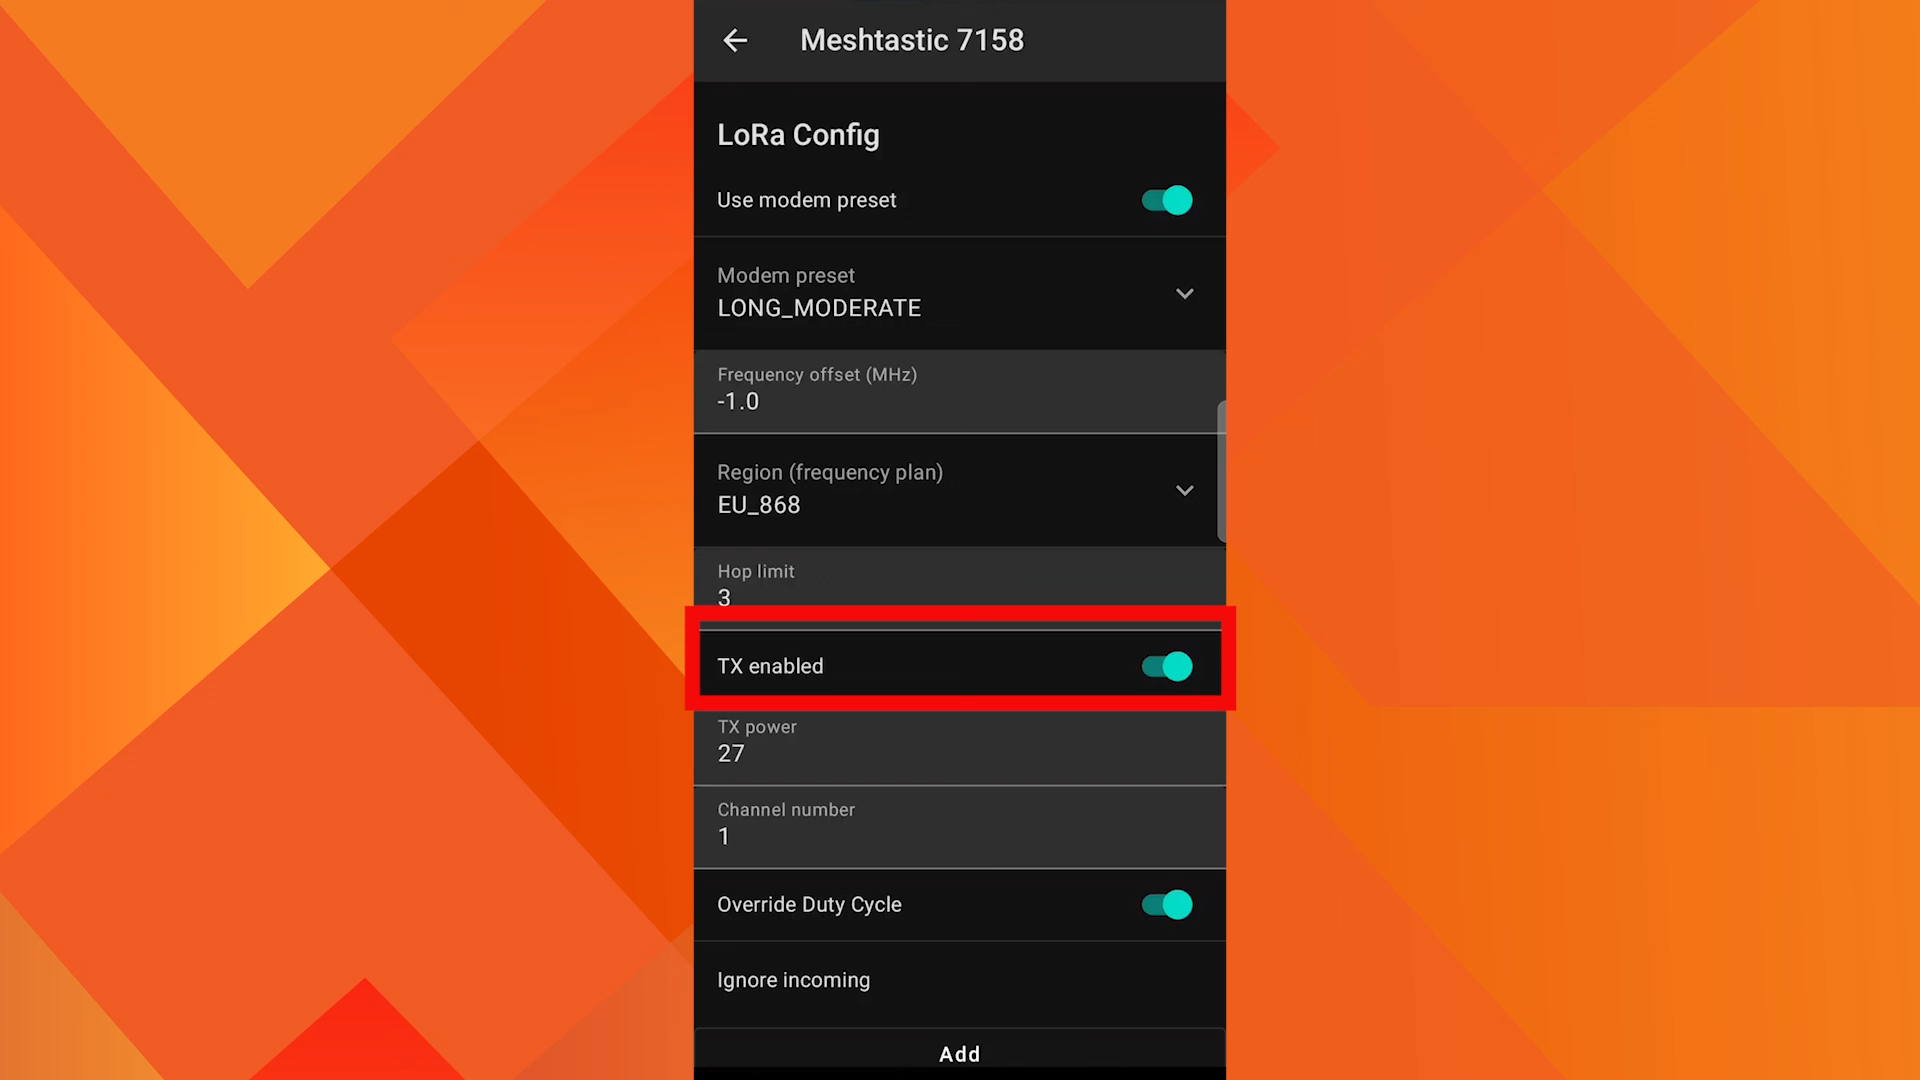 Meshtastic 7158
LoRa Config
Use modem preset
Modem preset
LONG_MODERATE
Frequency offset (MHz)
-1.0
Region (frequency plan)
EU_868
Hop limit
3
TX enabled
TX power
27
Channel number
1
Override Duty Cycle
Ignore incoming
Add